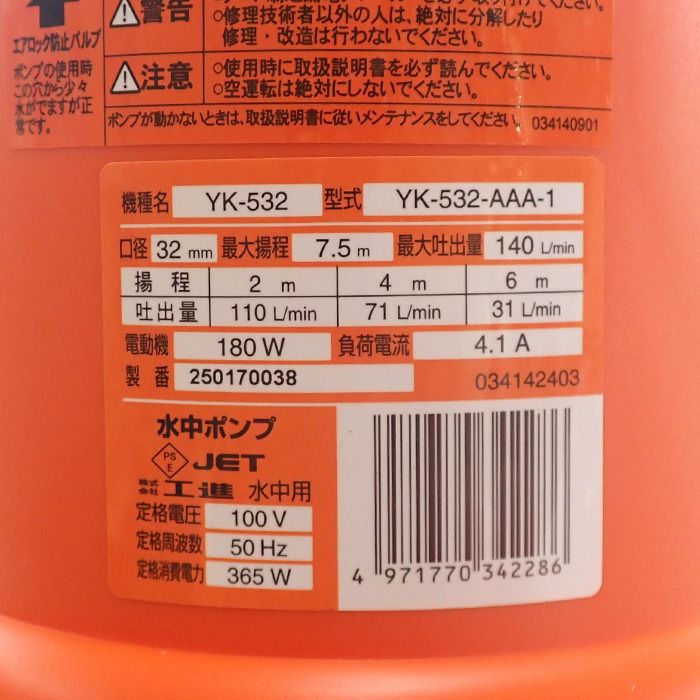 警告
○修理技術者以外の人は、絶対に分解したり
修理・改造は行わないでください。
エアロック防止バルブ
ポンプの使用時
この穴から少々
水がでますが正
常です。
注意
○使用時に取扱説明書を必ず読んでください。
○空運転は絶対にしないでください。
ポンプが動かないときは、取扱説明書に従いメンテナンスをしてください。 034140901
機種名 YK-532 型式 YK-532-AAA-1
口径 32 mm 最大揚程 7.5 m 最大吐出量 140 L/min
揚程 2 m 4 m 6 m
吐出量 110 L/min 71 L/min 31 L/min
電動機 180 W 負荷電流 4.1 A
製番 250170038 034142403
水中ポンプ
PS
E JET
株式会社 工進 水中用
定格電圧 100 V
定格周波数 50 Hz
定格消費電力 365 W
4 971770 342286